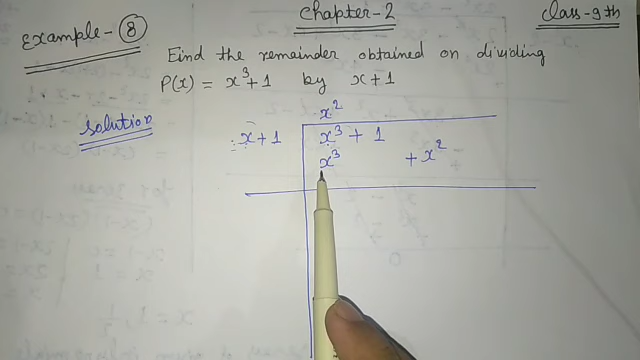 Chapter-2
Class-9th
Example-8
Find the remainder obtained on dividing
P(x) = x³+1 by x+1
Solution
x²
x+1 x³ + 1
x³ + x²